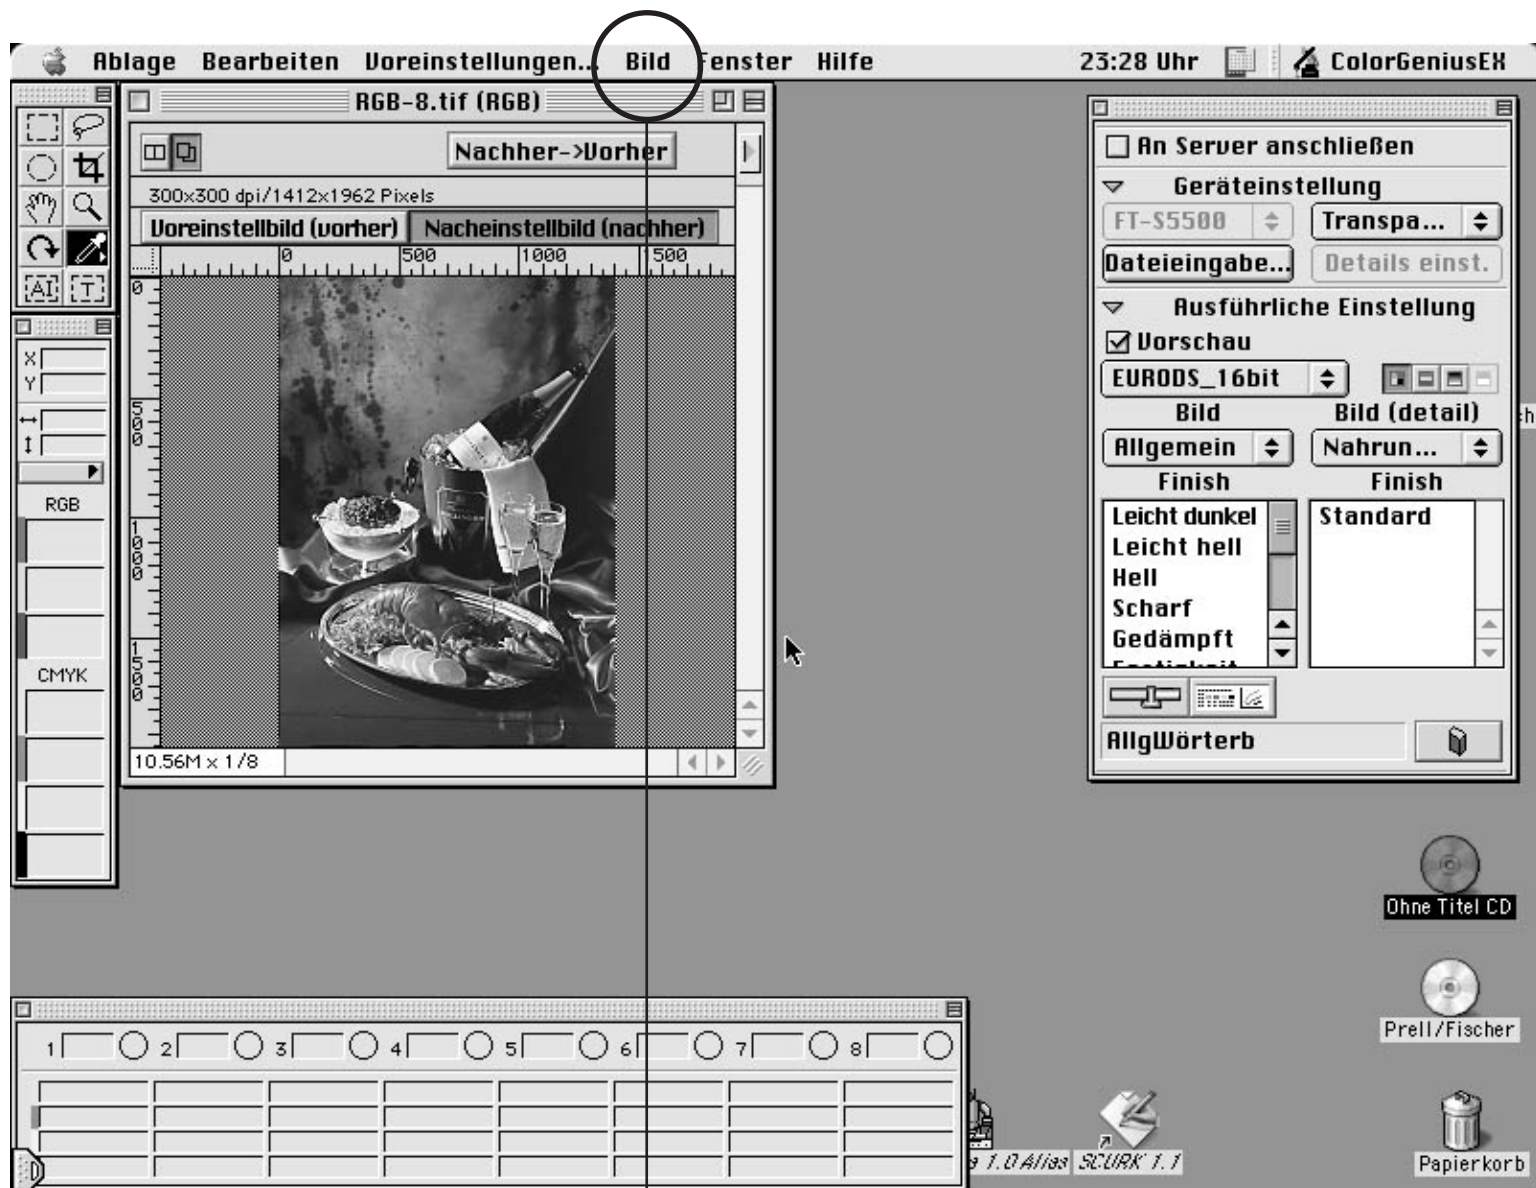 Ablage Bearbeiten Voreinstellungen... Bild Fenster Hilfe 23:28 Uhr ColorGeniusEX
RGB-8.tif (RGB)
Nachher->Vorher
300x300 dpi/1412x1962 Pixels
Voreinstellbild (vorher) Nacheinstellbild (nachher)
0 500 1000 1500
0
500
1000
1500
10.56M x 1/8
AI T
X
Y
RGB
CMYK
An Server anschließen
Geräteinstellung
FT-S5500 Transpa...
Dateieingabe... Details einst.
Ausführliche Einstellung
Vorschau
EURODS_16bit
Bild Bild (detail)
Allgemein Nahrun...
Finish Finish
Leicht dunkel Standard
Leicht hell
Hell
Scharf
Gedämpft
AllgWörterb
Ohne Titel CD
Prell/Fischer
1 2 3 4 5 6 7 8
1.0 Alias SCURK 1.1
Papierkorb